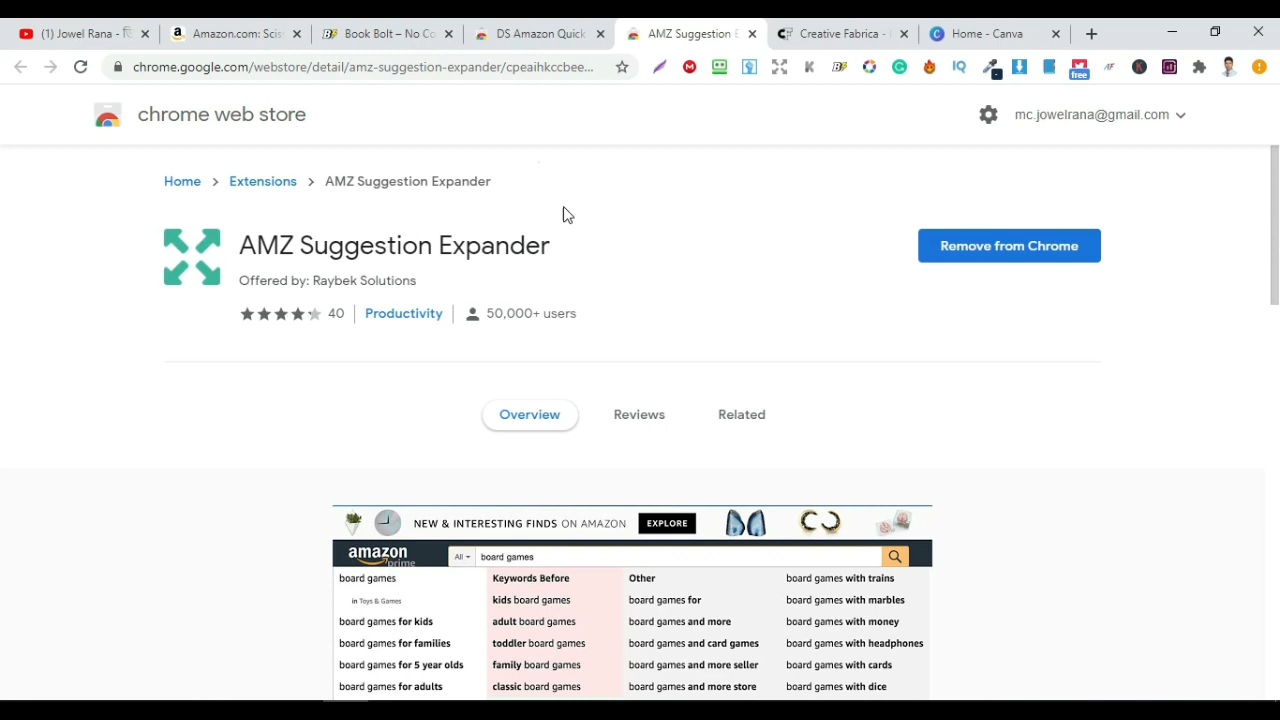 (1) Jowel Rana -
Amazon.com: Scis
BF Book Bolt – No Co
DS Amazon Quick
AMZ Suggestion E
Creative Fabrica -
Home - Canva
chrome.google.com/webstore/detail/amz-suggestion-expander/cpeaihkccbee...
K
BF
IQ
free
AF
K
chrome web store
mc.jowelrana@gmail.com
Home > Extensions > AMZ Suggestion Expander
AMZ Suggestion Expander
Remove from Chrome
Offered by: Raybek Solutions
40 Productivity 50,000+ users
Overview Reviews Related
NEW & INTERESTING FINDS ON AMAZON EXPLORE
amazon prime All board games
board games Keywords Before Other board games with trains
in Toys & Games kids board games board games for board games with marbles
board games for kids adult board games board games and more board games with money
board games for families toddler board games board games and card games board games with headphones
board games for 5 year olds family board games board games and more seller board games with cards
board games for adults classic board games board games and more store board games with dice